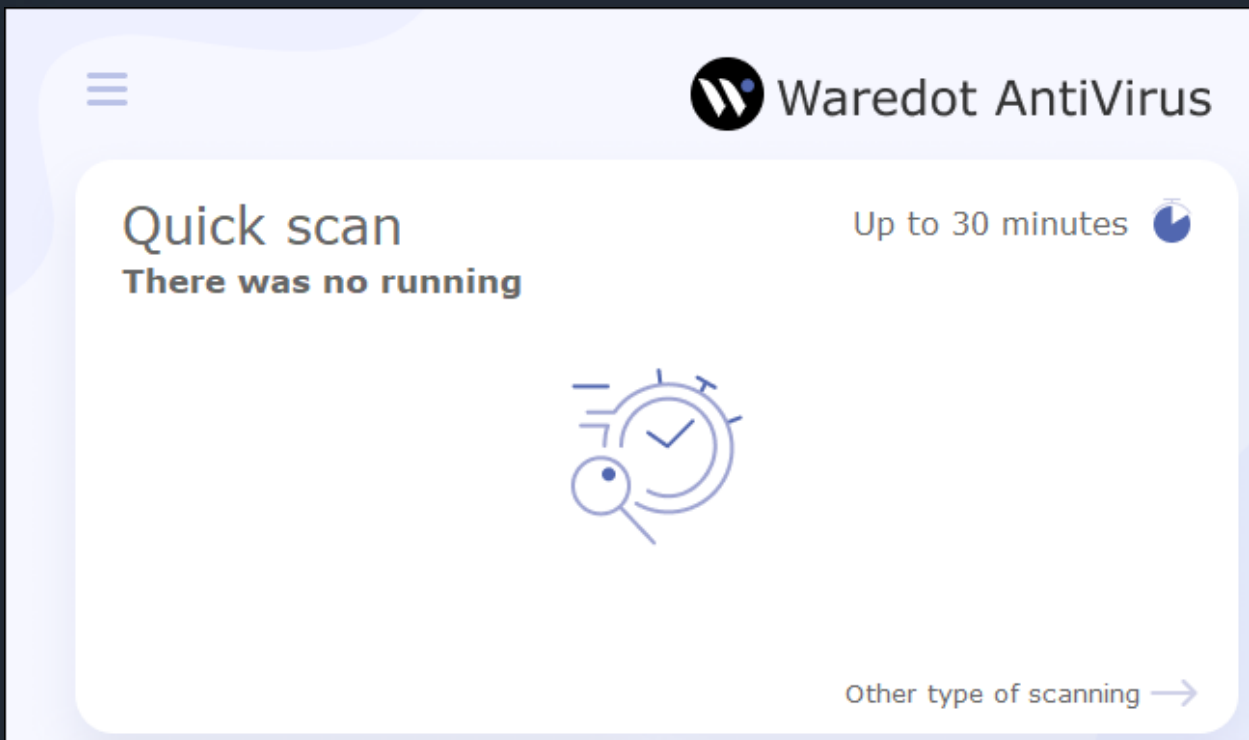 Waredot AntiVirus
Quick scan
Up to 30 minutes
There was no running
Other type of scanning